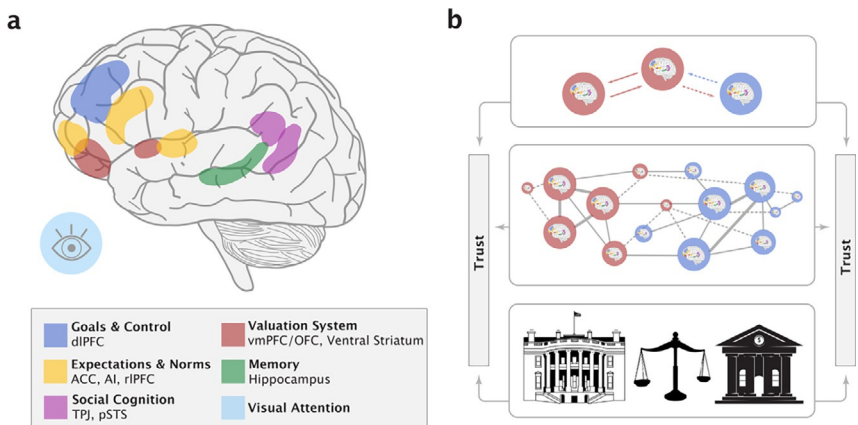 a
Goals & Control
dlPFC
Expectations & Norms
ACC, AI, rlPFC
Social Cognition
TPJ, pSTS
Valuation System
vmPFC/OFC, Ventral Striatum
Memory
Hippocampus
Visual Attention
b
Trust
Trust
$